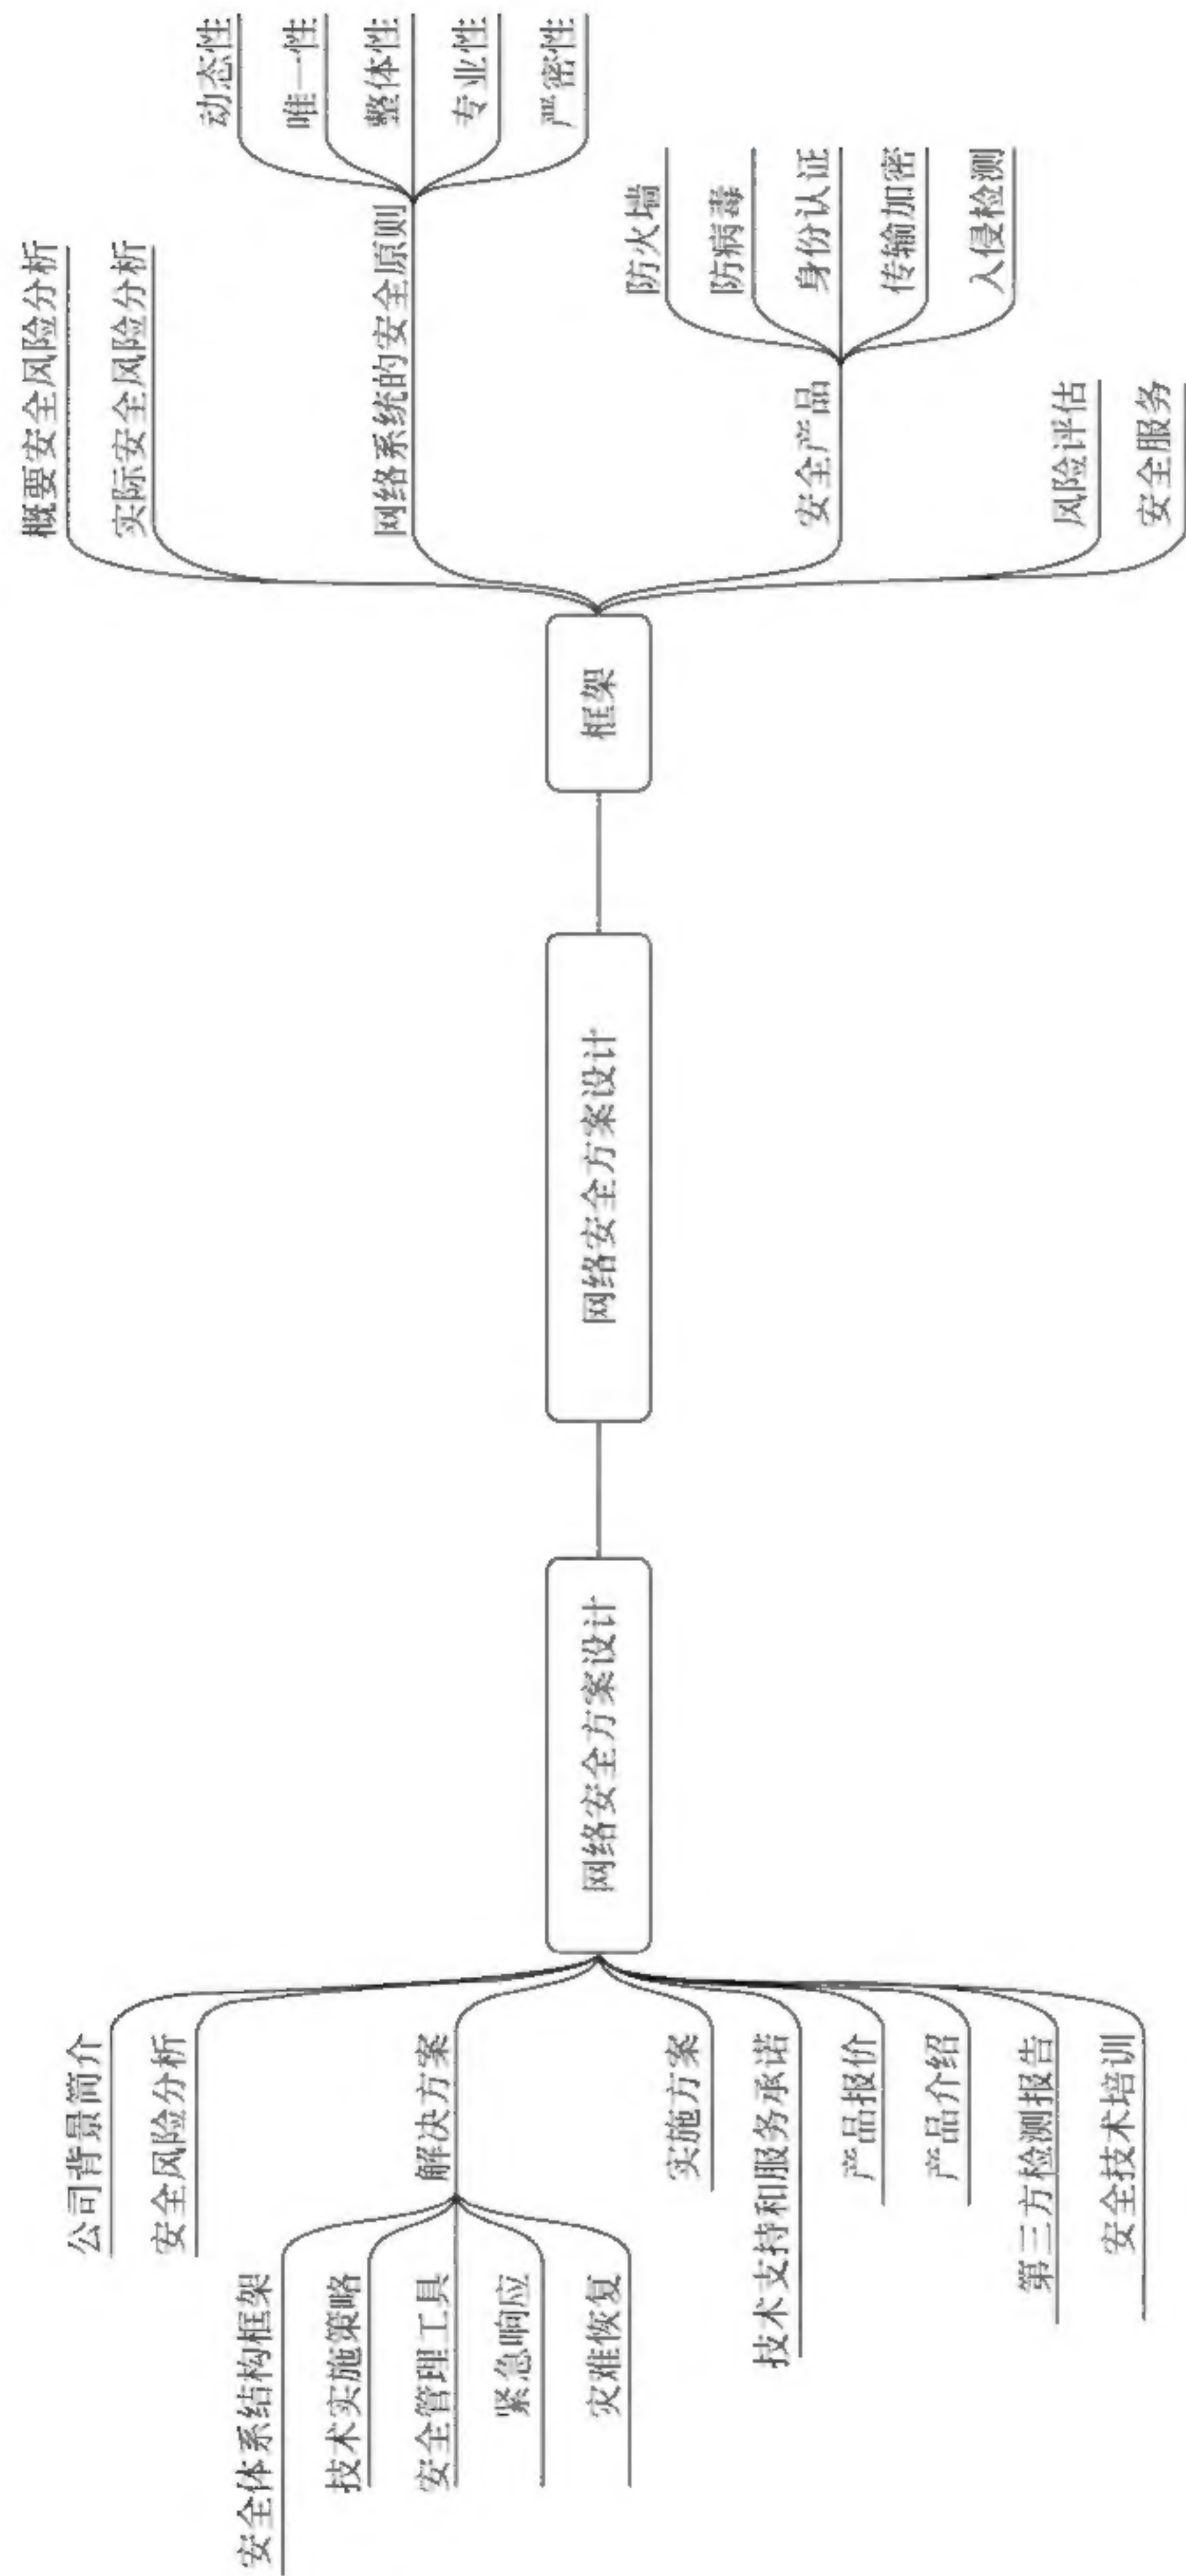 公司背景简介
安全风险分析
安全体系结构框架
技术实施策略
安全管理工具
紧急响应
灾难恢复
解决方案
实施方案
技术支持和服务承诺
产品报价
产品介绍
第三方检测报告
安全技术培训
网络安全方案设计
网络安全方案设计
框架
概要安全风险分析
实际安全风险分析
网络系统的安全原则
动态性
唯一性
整体性
专业性
严密性
安全产品
防火墙
防病毒
身份认证
传输加密
入侵检测
风险评估
安全服务